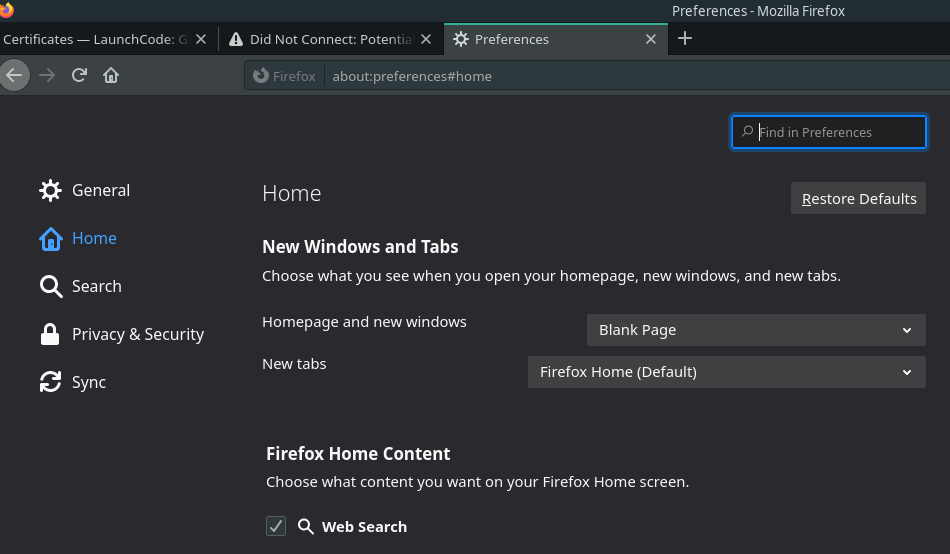 Preferences - Mozilla Firefox
Certificates — LaunchCode: G
Did Not Connect: Potentia
Preferences
Firefox
about:preferences#home
Find in Preferences
General
Home
Search
Privacy & Security
Sync
Home
Restore Defaults
New Windows and Tabs
Choose what you see when you open your homepage, new windows, and new tabs.
Homepage and new windows
Blank Page
New tabs
Firefox Home (Default)
Firefox Home Content
Choose what content you want on your Firefox Home screen.
Web Search